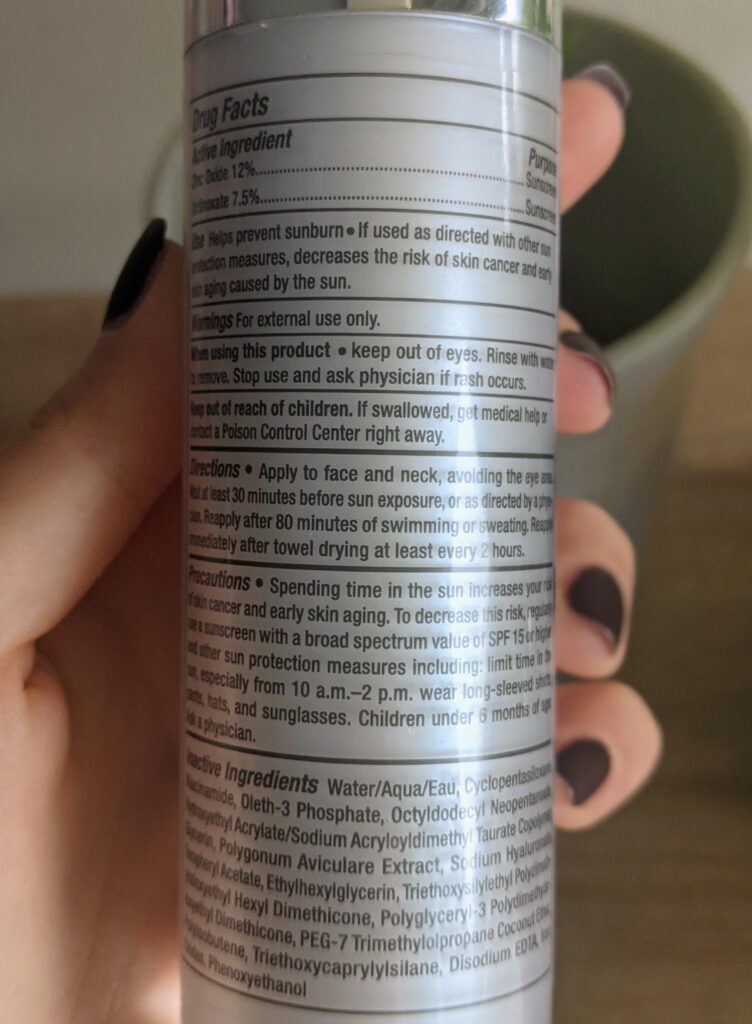 Drug Facts
Active ingredient Purpose
Zinc Oxide 12%........................................Sunscreen
Octinoxate 7.5%........................................Sunscreen
Use Helps prevent sunburn • If used as directed with other sun
protection measures, decreases the risk of skin cancer and early
skin aging caused by the sun.
Warnings For external use only.
When using this product • keep out of eyes. Rinse with water
to remove. Stop use and ask physician if rash occurs.
Keep out of reach of children. If swallowed, get medical help or
contact a Poison Control Center right away.
Directions • Apply to face and neck, avoiding the eye area.
Wait at least 30 minutes before sun exposure, or as directed by a physi-
cian. Reapply after 80 minutes of swimming or sweating. Reapply
immediately after towel drying at least every 2 hours.
Precautions • Spending time in the sun increases your risk
of skin cancer and early skin aging. To decrease this risk, regularly
use a sunscreen with a broad spectrum value of SPF 15 or higher
and other sun protection measures including: limit time in the
sun, especially from 10 a.m.–2 p.m. wear long-sleeved shirts,
pants, hats, and sunglasses. Children under 6 months of age:
Ask a physician.
Inactive Ingredients Water/Aqua/Eau, Cyclopentasiloxane,
Niacinamide, Oleth-3 Phosphate, Octyldodecyl Neopentanoate,
Hydroxyethyl Acrylate/Sodium Acryloyldimethyl Taurate Copolymer,
Glycerin, Polygonum Aviculare Extract, Sodium Hyaluronate,
Tocopheryl Acetate, Ethylhexylglycerin, Triethoxysilylethyl Polydimeth-
ylsiloxyethyl Hexyl Dimethicone, Polyglyceryl-3 Polydimethylsi-
loxyethyl Dimethicone, PEG-7 Trimethylolpropane Coconut Ether,
Polyisobutene, Triethoxycaprylylsilane, Disodium EDTA, Iron
Oxides, Phenoxyethanol